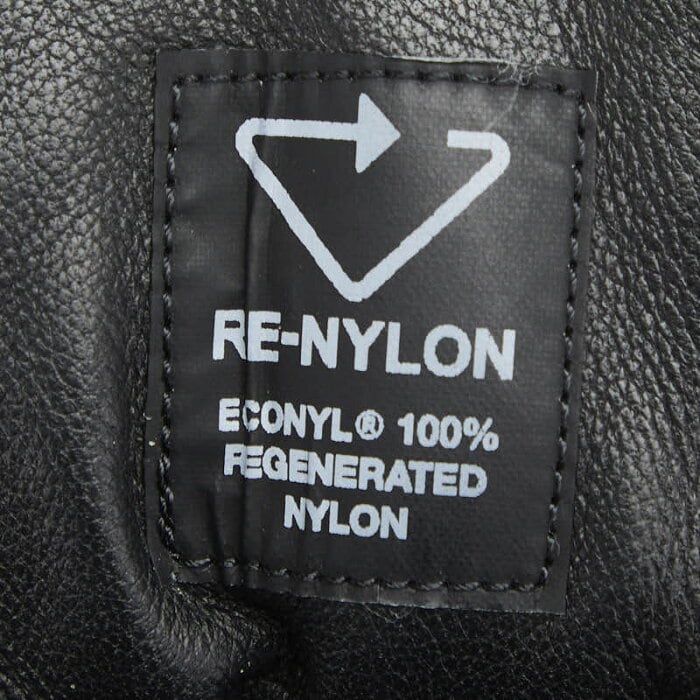 RE-NYLON
ECONYL® 100%
REGENERATED
NYLON